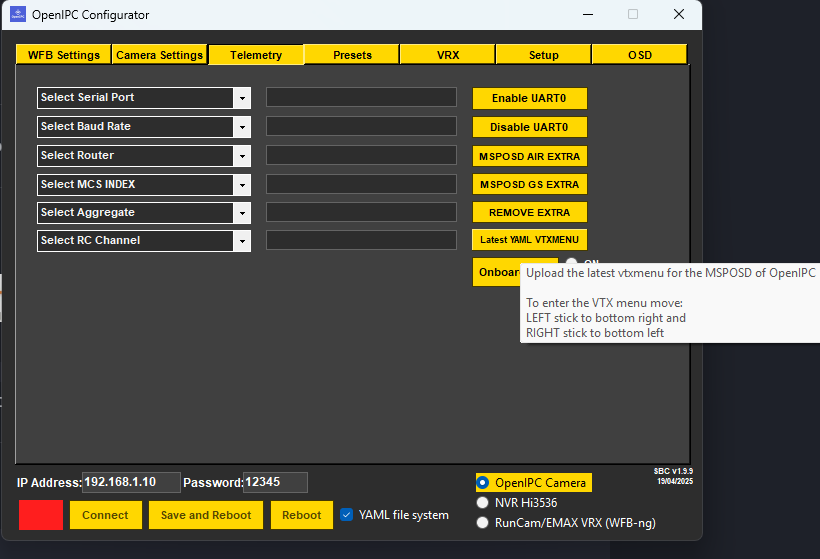 OpenIPC Configurator
WFB Settings Camera Settings Telemetry Presets VRX Setup OSD
Select Serial Port Enable UART0
Select Baud Rate Disable UART0
Select Router MSPOSD AIR EXTRA
Select MCS INDEX MSPOSD GS EXTRA
Select Aggregate REMOVE EXTRA
Select RC Channel Latest YAML VTXMENU
Upload the latest vtxmenu for the MSPOSD of OpenIPC
To enter the VTX menu move:
LEFT stick to bottom right and
RIGHT stick to bottom left
IP Address: 192.168.1.10 Password: 12345
SBC v1.9.9
19/04/2025
OpenIPC Camera
NVR Hi3536
RunCam/EMAX VRX (WFB-ng)
Connect Save and Reboot Reboot YAML file system